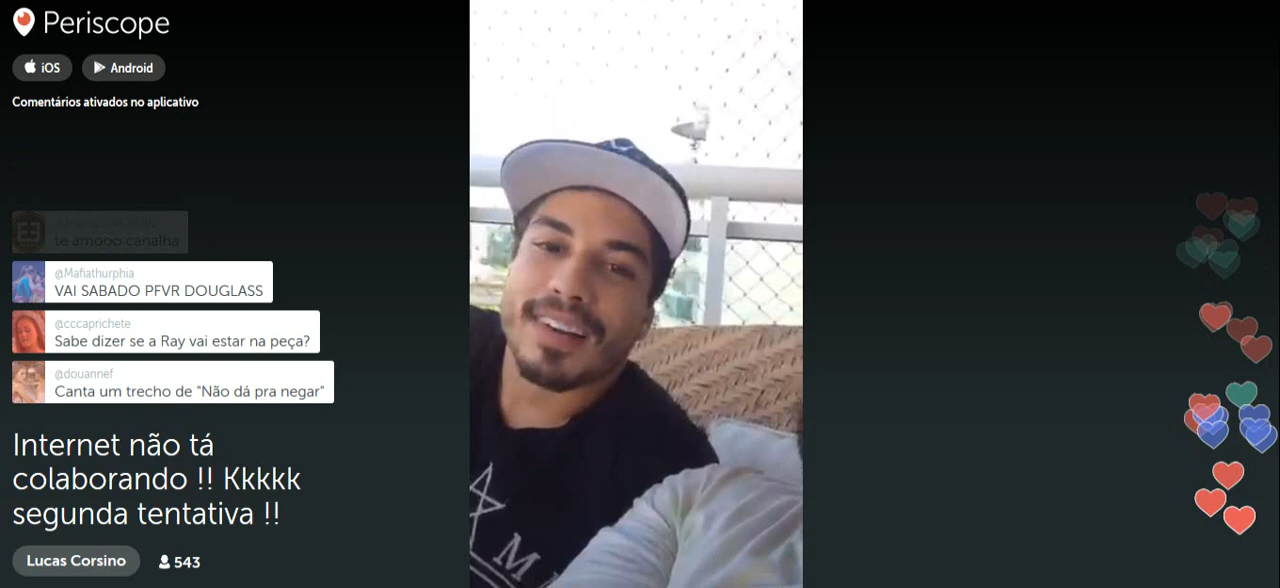 Periscope
iOS
Android
Comentários ativados no aplicativo
te amooo canalha
@Mafiathurphia
VAI SABADO PFVR DOUGLASS
@cccaprichete
Sabe dizer se a Ray vai estar na peça?
@douannef
Canta um trecho de "Não dá pra negar"
Internet não tá
colaborando !! Kkkkk
segunda tentativa !!
Lucas Corsino
543
M